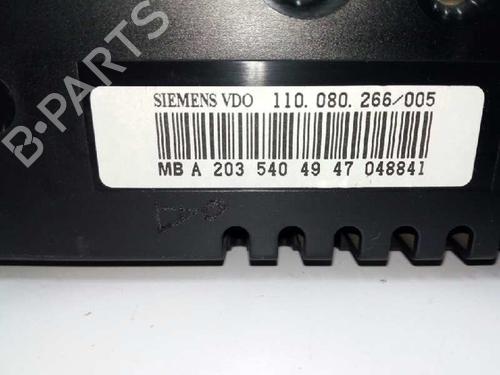 B-PARTS
SIEMENS VDO 110.080.266/005
MB A 203 540 49 47 048841